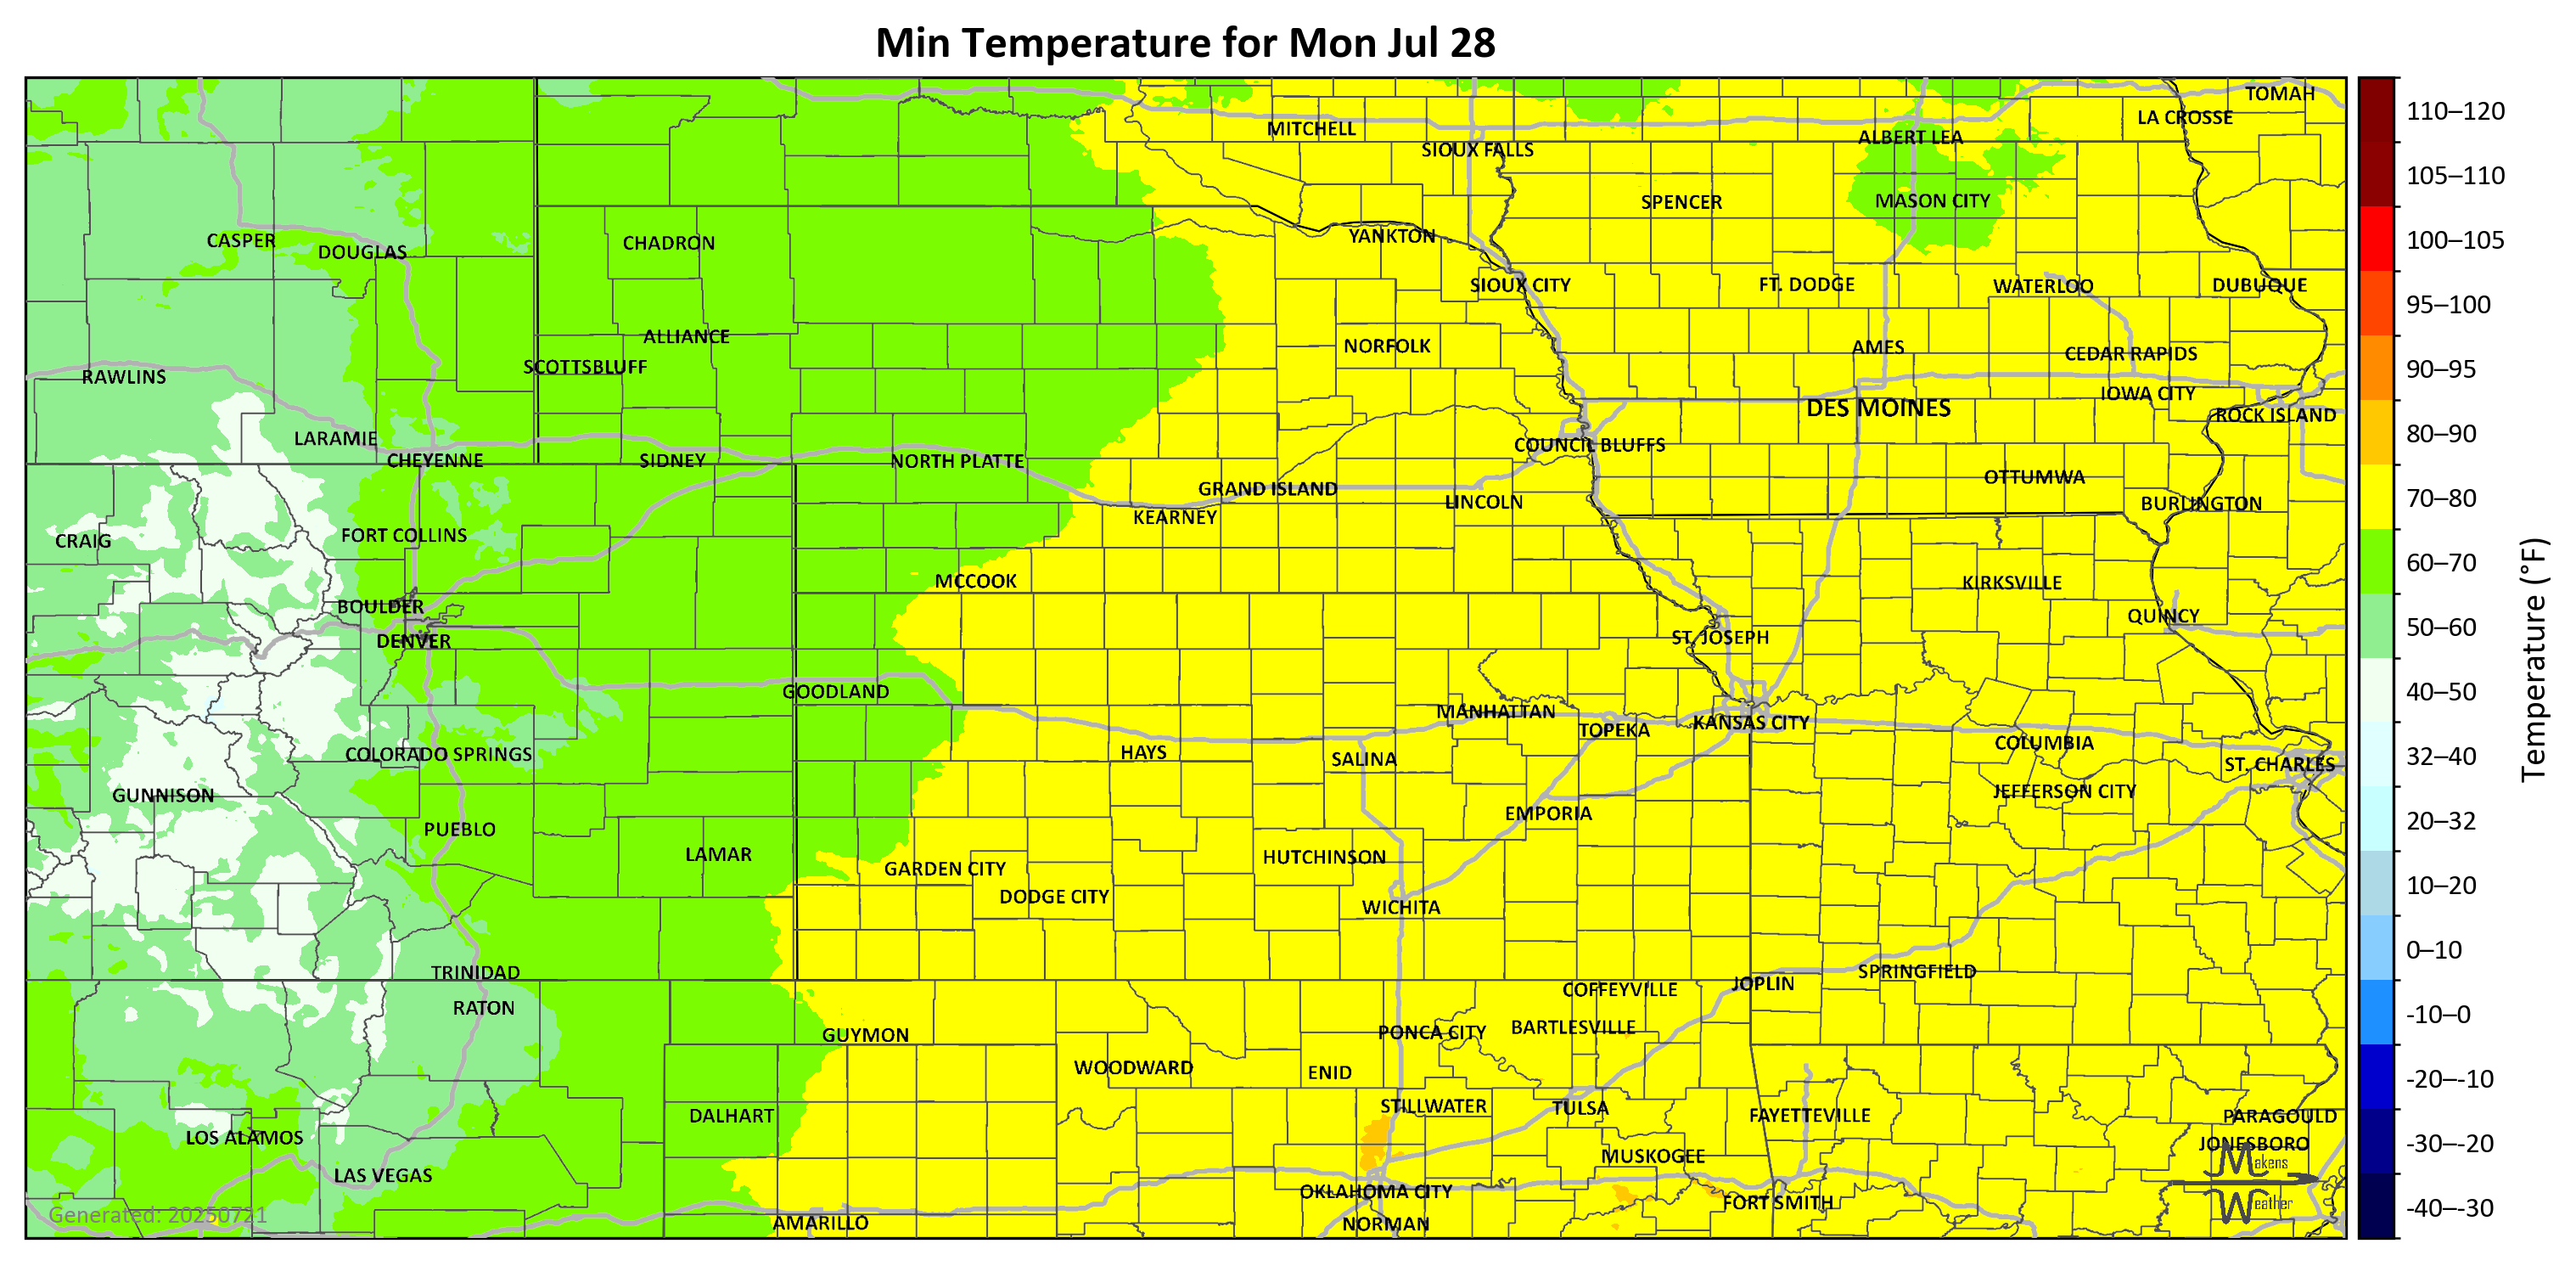 Min Temperature for Mon Jul 28
TOMAH
LA CROSSE
MITCHELL
ALBERT LEA
SIOUX FALLS
SPENCER
MASON CITY
YANKTON
CASPER
CHADRON
DOUGLAS
SIOUX CITY
FT. DODGE
WATERLOO
DUBUQUE
ALLIANCE
NORFOLK
AMES
CEDAR RAPIDS
SCOTTSBLUFF
RAWLINS
IOWA CITY
DES MOINES
ROCK ISLAND
LARAMIE
COUNCIL BLUFFS
CHEYENNE
SIDNEY
NORTH PLATTE
OTTUMWA
GRAND ISLAND
LINCOLN
BURLINGTON
KEARNEY
FORT COLLINS
CRAIG
MCCOOK
KIRKSVILLE
BOULDER
QUINCY
DENVER
ST. JOSEPH
GOODLAND
MANHATTAN
KANSAS CITY
TOPEKA
COLUMBIA
COLORADO SPRINGS
HAYS
SALINA
ST. CHARLES
GUNNISON
JEFFERSON CITY
EMPORIA
PUEBLO
LAMAR
HUTCHINSON
GARDEN CITY
DODGE CITY
WICHITA
TRINIDAD
SPRINGFIELD
JOPLIN
COFFEYVILLE
RATON
BARTLESVILLE
PONCA CITY
GUYMON
WOODWARD
ENID
STILLWATER
TULSA
DALHART
FAYETTEVILLE
PARAGOULD
LOS ALAMOS
JONESBORO
MUSKOGEE
LAS VEGAS
OKLAHOMA CITY
FORT SMITH
AMARILLO
NORMAN
Generated: 20250721
Makens
Weather
110–120
105–110
100–105
95–100
90–95
80–90
70–80
60–70
50–60
40–50
32–40
20–32
10–20
0–10
-10–0
-20–-10
-30–-20
-40–-30
Temperature (°F)